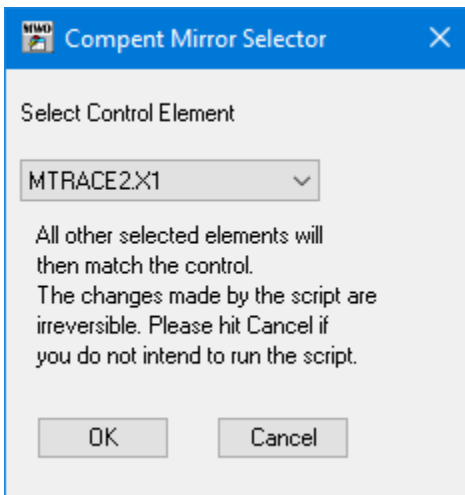 MWO
Compent Mirror Selector
Select Control Element
MTRACE2.X1
All other selected elements will
then match the control.
The changes made by the script are
irreversible. Please hit Cancel if
you do not intend to run the script.
OK
Cancel